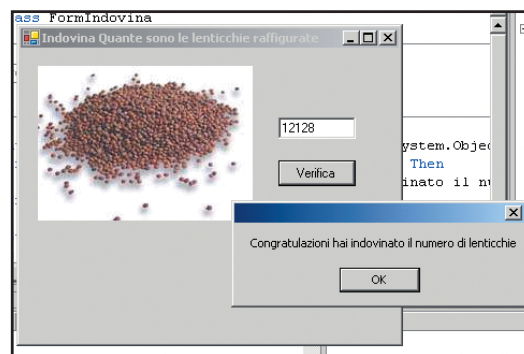 ass FormIndovina
Indovina Quante sono le lenticchie raffigurate
12128
ystem.Objec
Verifica
Then
inato il nu
Congratulazioni hai indovinato il numero di lenticchie
OK